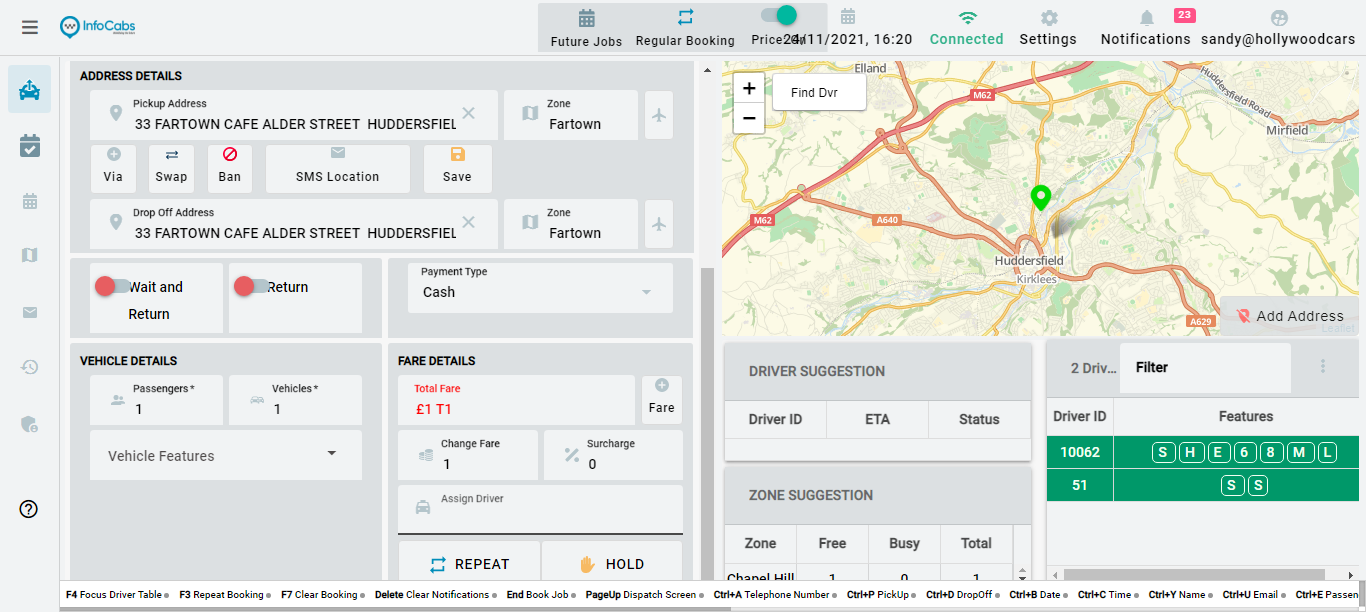 InfoCabs
Future Jobs
Regular Booking
24/11/2021, 16:20
Connected
Settings
23
Notifications
sandy@hollywoodcars
ADDRESS DETAILS
Pickup Address
33 FARTOWN CAFE ALDER STREET  HUDDERSFIEL
Zone
Fartown
Via
Swap
Ban
SMS Location
Save
Drop Off Address
33 FARTOWN CAFE ALDER STREET  HUDDERSFIEL
Zone
Fartown
Wait and
Return
Return
Payment Type
Cash
VEHICLE DETAILS
Passengers*
1
Vehicles*
1
Vehicle Features
FARE DETAILS
Total Fare
£1 T1
Fare
Change Fare
1
Surcharge
0
Assign Driver
REPEAT
HOLD
+
−
Find Dvr
Elland
M62
Huddersfield Road
Mirfield
M62
A640
Huddersfield
Kirklees
A629
Add Address
Leaflet
DRIVER SUGGESTION
Driver ID ETA Status
ZONE SUGGESTION
Zone Free Busy Total
Chapel Hill 1 0 1
2 Driv...
Filter
Driver ID Features
10062 S H E 6 8 M L
51 S S
F4 Focus Driver Table ● F3 Repeat Booking ● F7 Clear Booking ● Delete Clear Notifications ● End Book Job ● PageUp Dispatch Screen ● Ctrl+A Telephone Number ● Ctrl+P PickUp ● Ctrl+D DropOff ● Ctrl+B Date ● Ctrl+C Time ● Ctrl+Y Name ● Ctrl+U Email ● Ctrl+E Passen